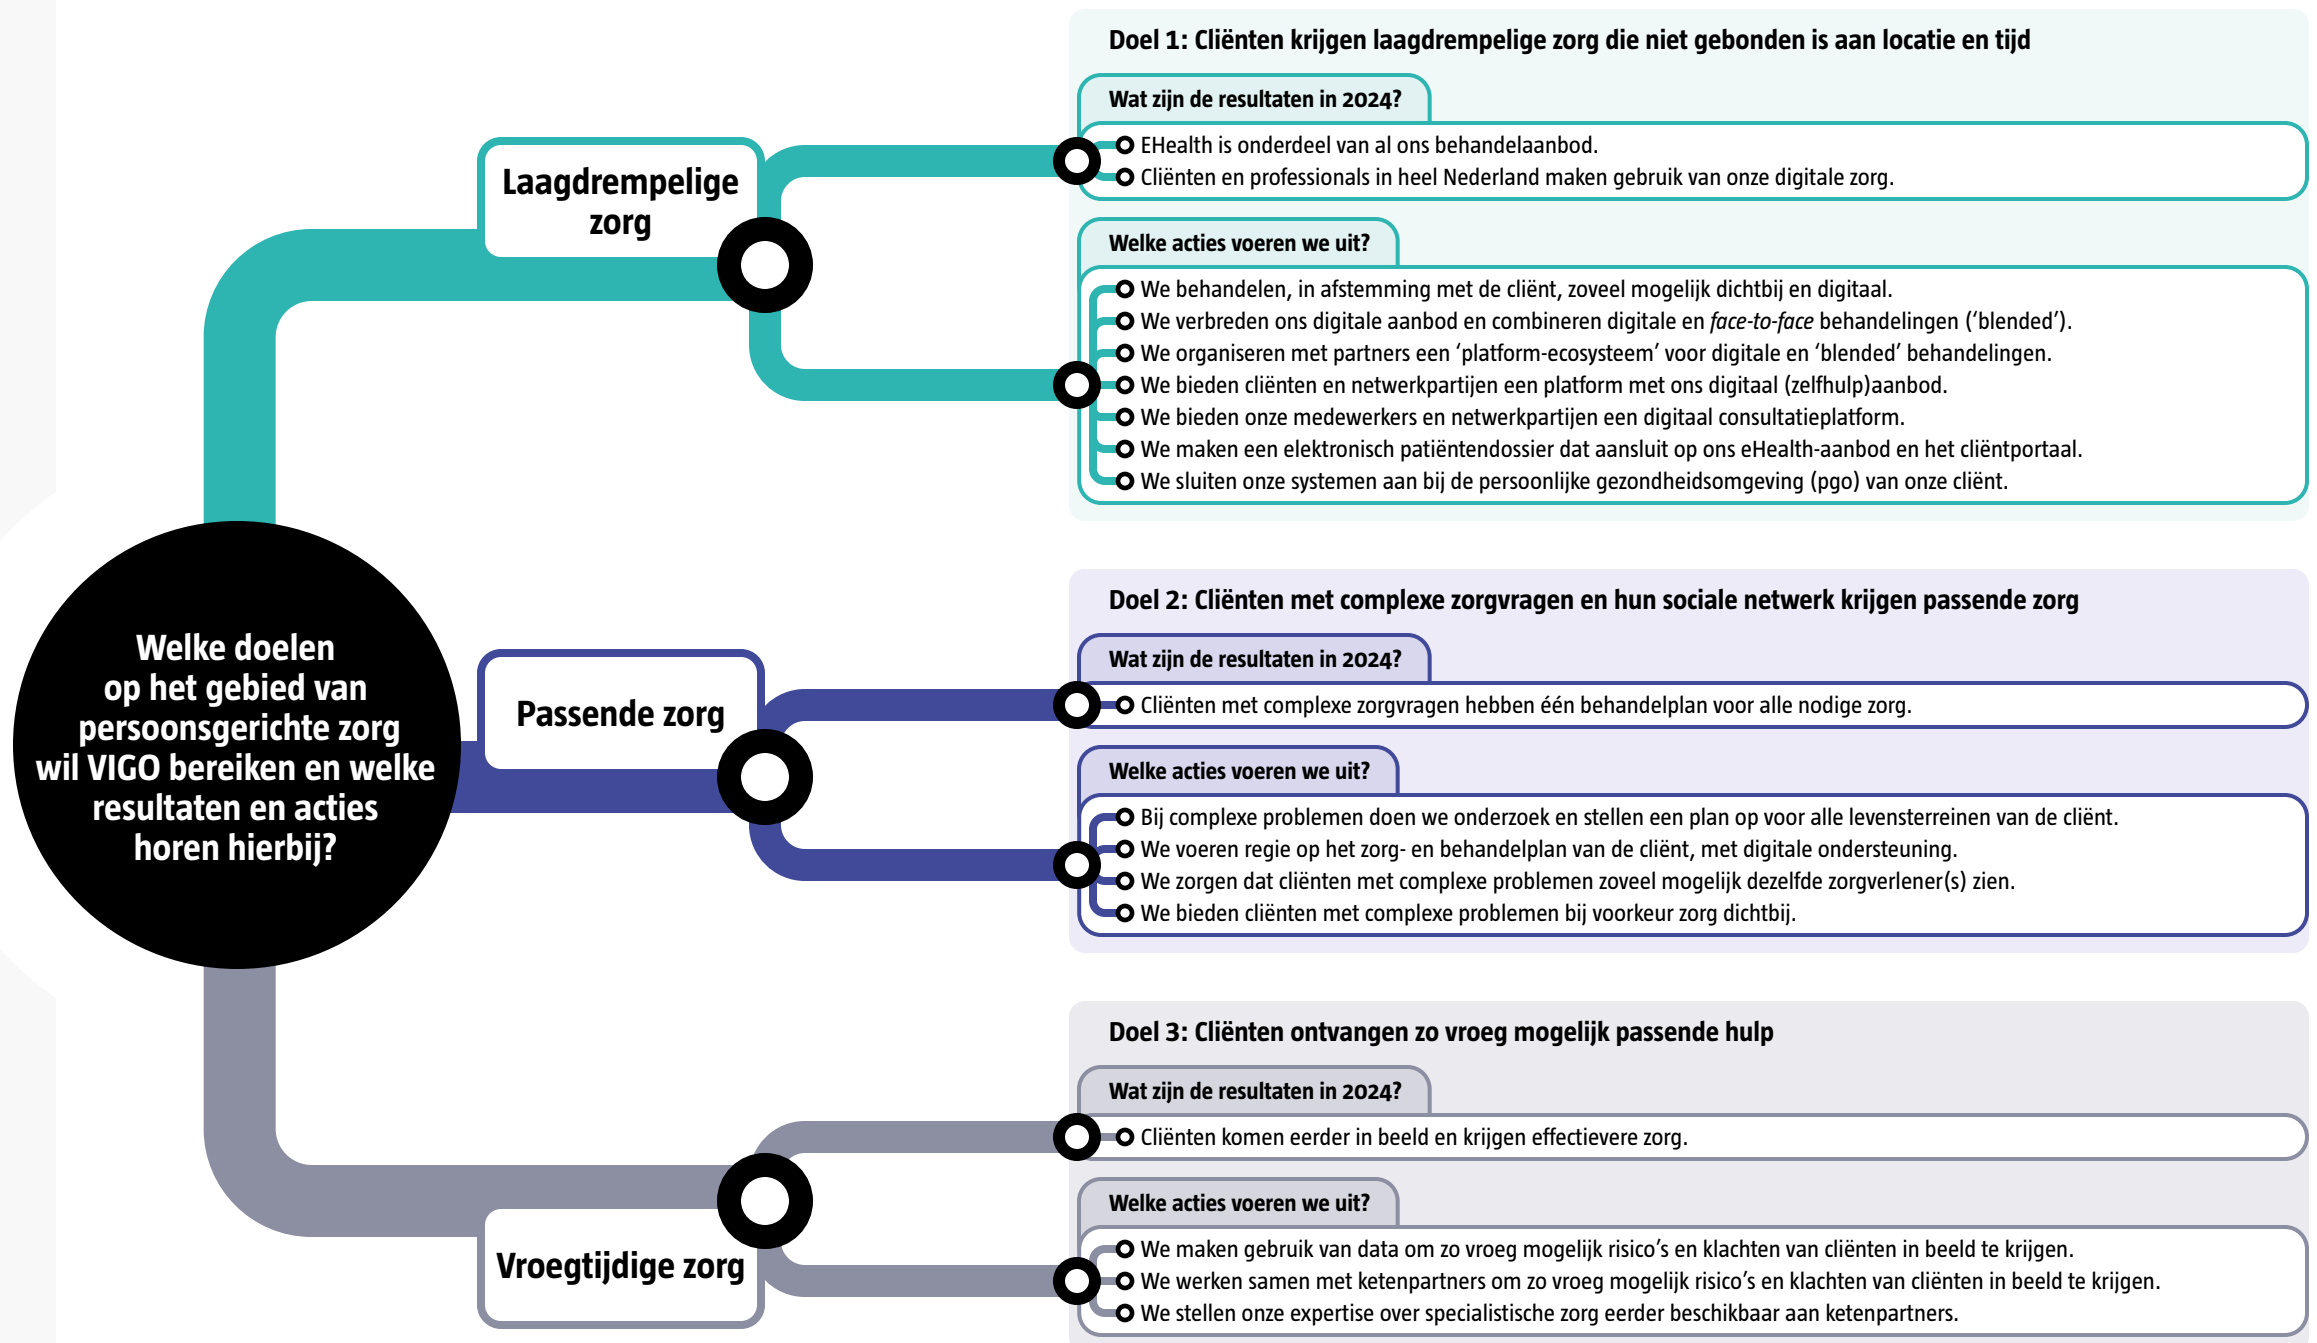 Welke doelen
op het gebied van
persoonsgerichte zorg
wil VIGO bereiken en welke
resultaten en acties
horen hierbij?
Laagdrempelige
zorg
Doel 1: Cliënten krijgen laagdrempelige zorg die niet gebonden is aan locatie en tijd
Wat zijn de resultaten in 2024?
EHealth is onderdeel van al ons behandelaanbod.
Cliënten en professionals in heel Nederland maken gebruik van onze digitale zorg.
Welke acties voeren we uit?
We behandelen, in afstemming met de cliënt, zoveel mogelijk dichtbij en digitaal.
We verbreden ons digitale aanbod en combineren digitale en face-to-face behandelingen (‘blended’).
We organiseren met partners een ‘platform-ecosysteem’ voor digitale en ‘blended’ behandelingen.
We bieden cliënten en netwerkpartijen een platform met ons digitaal (zelfhulp)aanbod.
We bieden onze medewerkers en netwerkpartijen een digitaal consultatieplatform.
We maken een elektronisch patiëntendossier dat aansluit op ons eHealth-aanbod en het cliëntportaal.
We sluiten onze systemen aan bij de persoonlijke gezondheidsomgeving (pgo) van onze cliënt.
Passende zorg
Doel 2: Cliënten met complexe zorgvragen en hun sociale netwerk krijgen passende zorg
Wat zijn de resultaten in 2024?
Cliënten met complexe zorgvragen hebben één behandelplan voor alle nodige zorg.
Welke acties voeren we uit?
Bij complexe problemen doen we onderzoek en stellen een plan op voor alle levensterreinen van de cliënt.
We voeren regie op het zorg- en behandelplan van de cliënt, met digitale ondersteuning.
We zorgen dat cliënten met complexe problemen zoveel mogelijk dezelfde zorgverlener(s) zien.
We bieden cliënten met complexe problemen bij voorkeur zorg dichtbij.
Vroegtijdige zorg
Doel 3: Cliënten ontvangen zo vroeg mogelijk passende hulp
Wat zijn de resultaten in 2024?
Cliënten komen eerder in beeld en krijgen effectievere zorg.
Welke acties voeren we uit?
We maken gebruik van data om zo vroeg mogelijk risico’s en klachten van cliënten in beeld te krijgen.
We werken samen met ketenpartners om zo vroeg mogelijk risico’s en klachten van cliënten in beeld te krijgen.
We stellen onze expertise over specialistische zorg eerder beschikbaar aan ketenpartners.